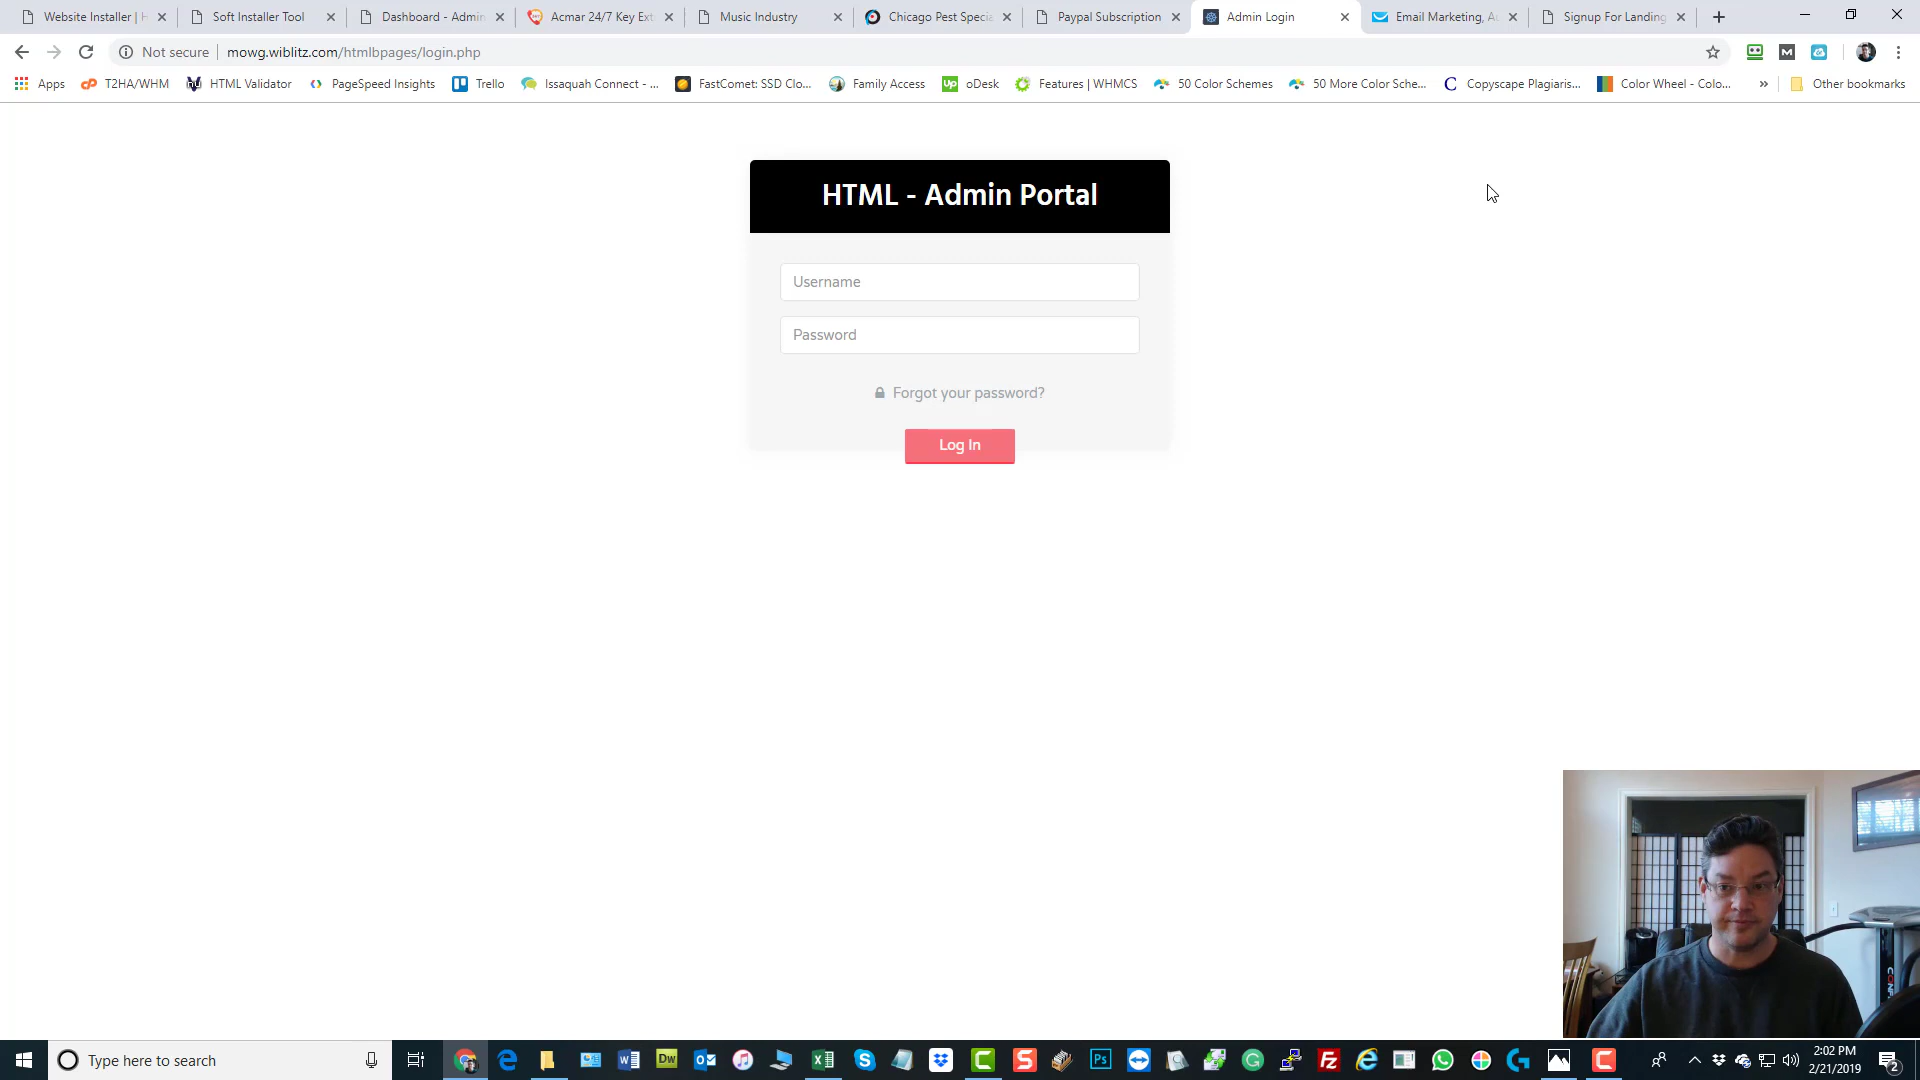 Website Installer | H
Soft Installer Tool
Dashboard - Admin
Acmar 24/7 Key Ext
Music Industry
Chicago Pest Specia
Paypal Subscription
Admin Login
Email Marketing, Au
Signup For Landing
Not secure
mowg.wiblitz.com/htmlbpages/login.php
Apps
T2HA/WHM
HTML Validator
PageSpeed Insights
Trello
Issaquah Connect - ...
FastComet: SSD Clo...
Family Access
oDesk
Features | WHMCS
50 Color Schemes
50 More Color Sche...
Copyscape Plagiaris...
Color Wheel - Colo...
»
Other bookmarks
HTML - Admin Portal
Username
Password
Forgot your password?
Log In
Type here to search
2:02 PM
2/21/2019
2